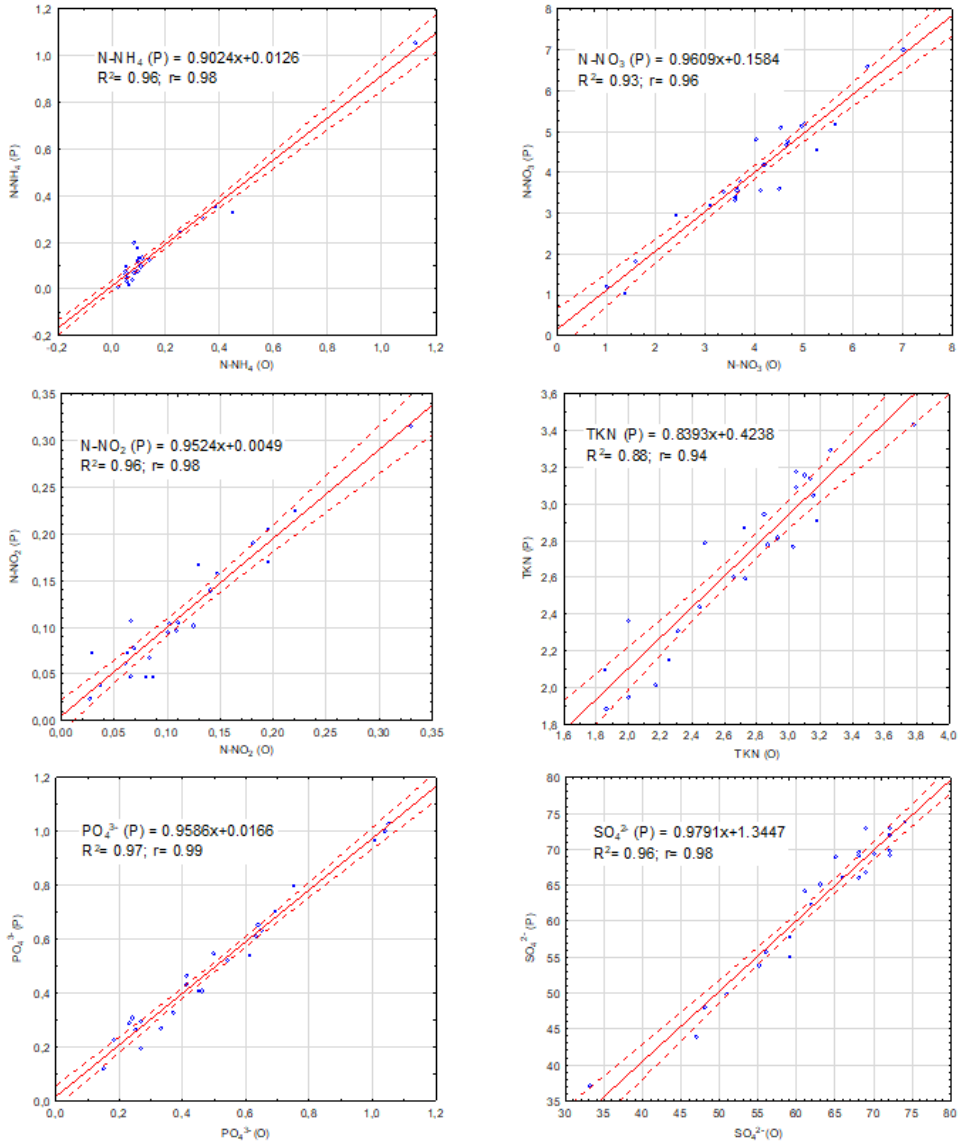 1,2
1,0
0,8
0,6
0,4
0,2
0,0
-0,2
N-NH₄ (P)
N-NH₄ (P) = 0.9024x+0.0126
R²= 0.96; r= 0.98
-0,2 0,0 0,2 0,4 0,6 0,8 1,0 1,2
N-NH₄ (O)
8
7
6
5
4
3
2
1
0
N-NO₃ (P)
N-NO₃ (P) = 0.9609x+0.1584
R²= 0.93; r= 0.96
0 1 2 3 4 5 6 7 8
N-NO₃ (O)
0,35
0,30
0,25
0,20
0,15
0,10
0,05
0,00
N-NO₂ (P)
N-NO₂ (P) = 0.9524x+0.0049
R²= 0.96; r= 0.98
0,00 0,05 0,10 0,15 0,20 0,25 0,30 0,35
N-NO₂ (O)
3,6
3,4
3,2
3,0
2,8
2,6
2,4
2,2
2,0
1,8
TKN (P)
TKN (P) = 0.8393x+0.4238
R²= 0.88; r= 0.94
1,6 1,8 2,0 2,2 2,4 2,6 2,8 3,0 3,2 3,4 3,6 3,8 4,0
TKN (O)
1,2
1,0
0,8
0,6
0,4
0,2
0,0
PO₄³⁻ (P)
PO₄³⁻ (P) = 0.9586x+0.0166
R²= 0.97; r= 0.99
0,0 0,2 0,4 0,6 0,8 1,0 1,2
PO₄³⁻ (O)
80
75
70
65
60
55
50
45
40
35
SO₄²⁻ (P)
SO₄²⁻ (P) = 0.9791x+1.3447
R²= 0.96; r= 0.98
30 35 40 45 50 55 60 65 70 75 80
SO₄²⁻ (O)